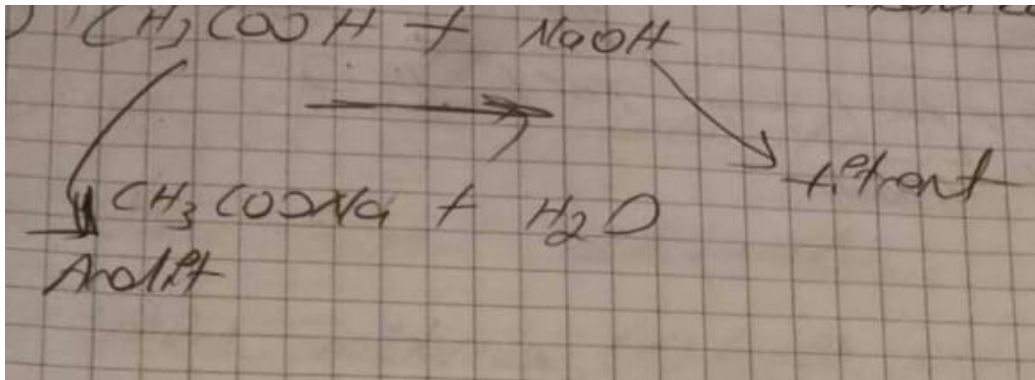 ) CH3COOH + NaOH
→
titrant
CH3COONa + H2O
Analit